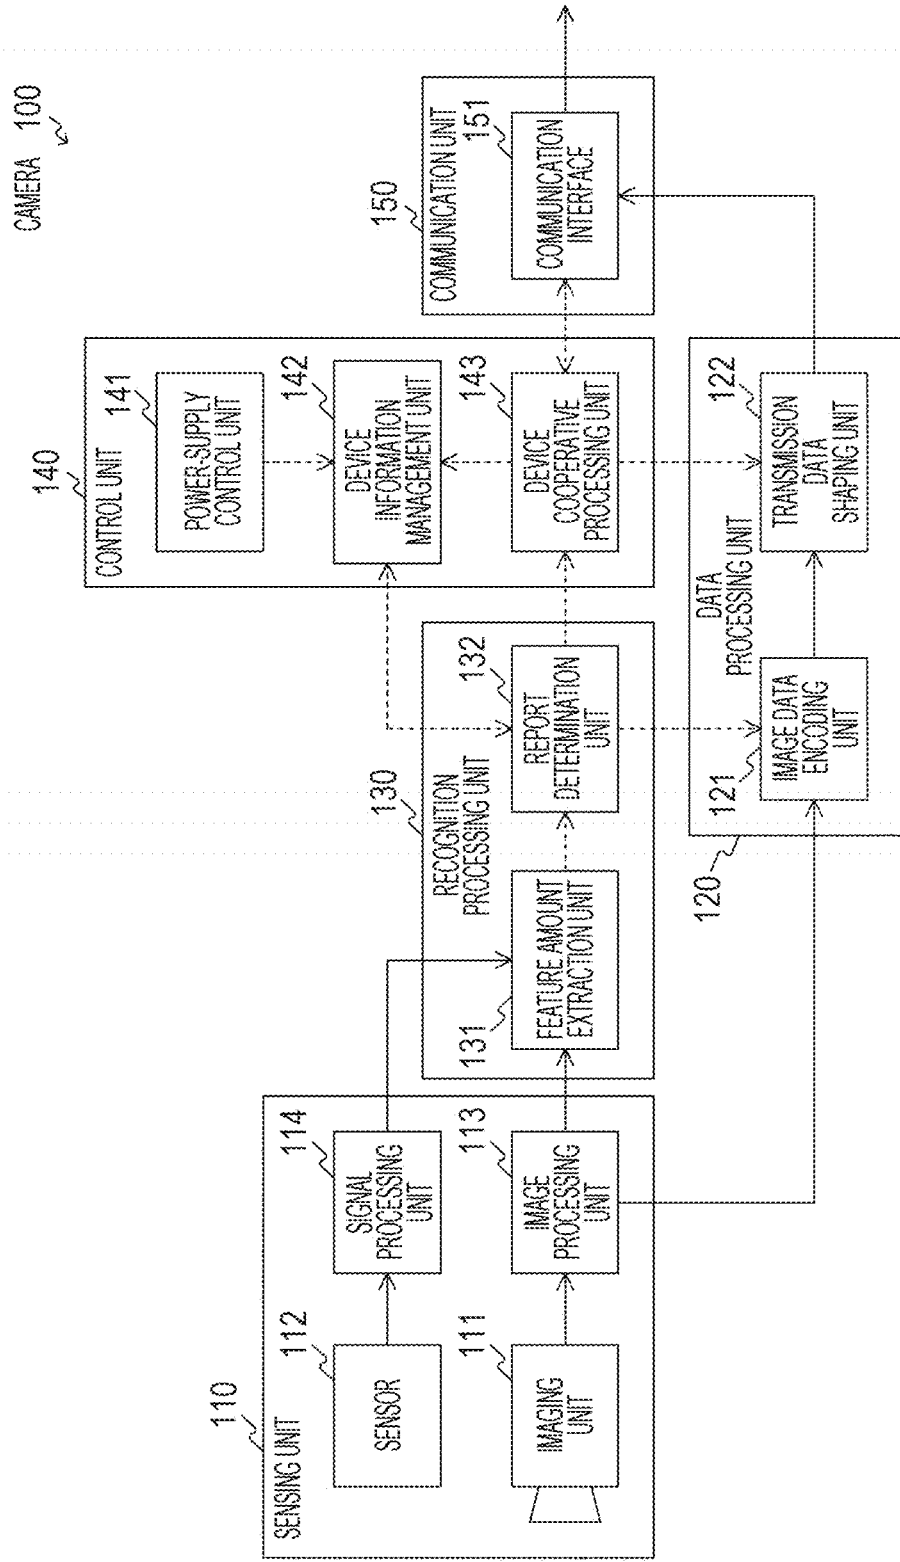 CAMERA 100
110
SENSING UNIT
112
SENSOR
114
SIGNAL
PROCESSING
UNIT
111
IMAGING
UNIT
113
IMAGE
PROCESSING
UNIT
130
RECOGNITION
PROCESSING UNIT
131
FEATURE AMOUNT
EXTRACTION UNIT
132
REPORT
DETERMINATION
UNIT
140
CONTROL UNIT
141
POWER-SUPPLY
CONTROL UNIT
142
DEVICE
INFORMATION
MANAGEMENT UNIT
143
DEVICE
COOPERATIVE
PROCESSING UNIT
150
COMMUNICATION UNIT
151
COMMUNICATION
INTERFACE
120
DATA
PROCESSING UNIT
121
IMAGE DATA
ENCODING
UNIT
122
TRANSMISSION
DATA
SHAPING UNIT